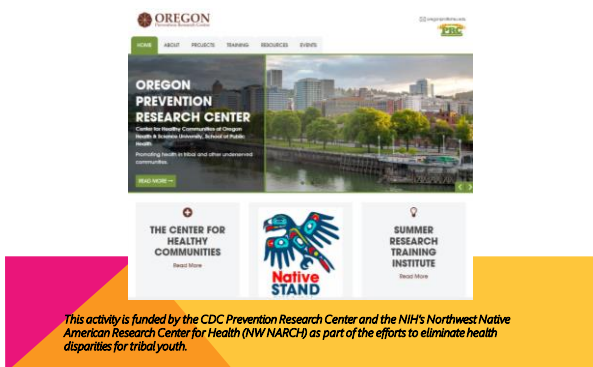 OREGON
Prevention Research Center
PRC
HOME ABOUT PROJECTS TRAINING RESOURCES EVENTS
OREGON
PREVENTION
RESEARCH CENTER
Center for Healthy Communities at Oregon
Health & Science University, School of Public
Health
Promoting health in tribal and other underserved
communities.
READ MORE
THE CENTER FOR
HEALTHY
COMMUNITIES
Read More
Native
STAND
SUMMER
RESEARCH
TRAINING
INSTITUTE
Read More
This activity is funded by the CDC Prevention Research Center and the NIH's Northwest Native
American Research Center for Health (NW NARCH) as part of the efforts to eliminate health
disparities for tribal youth.